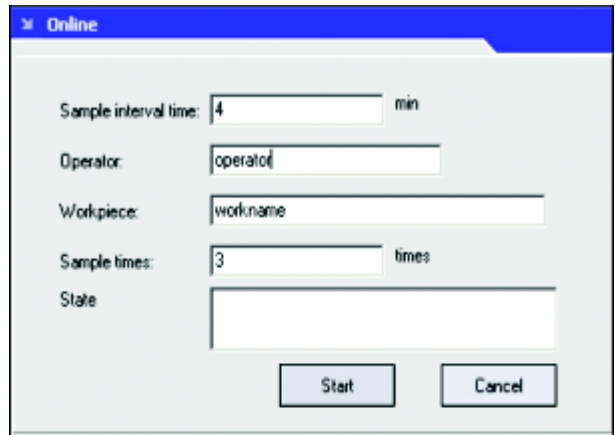 Online
Sample interval time: 4 min
Operator: operator
Workpiece: workname
Sample times: 3 times
State
Start Cancel